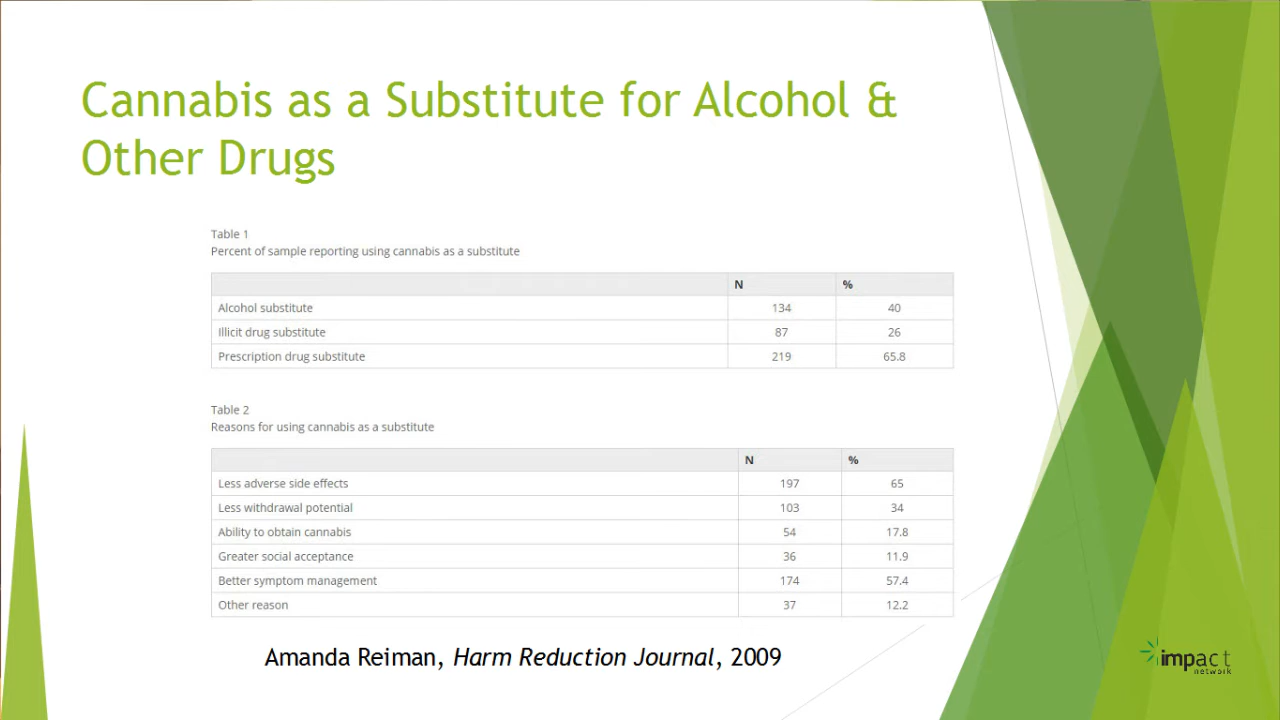 Cannabis as a Substitute for Alcohol &
Other Drugs
Table 1
Percent of sample reporting using cannabis as a substitute
N %
Alcohol substitute 134 40
Illicit drug substitute 87 26
Prescription drug substitute 219 65.8
Table 2
Reasons for using cannabis as a substitute
N %
Less adverse side effects 197 65
Less withdrawal potential 103 34
Ability to obtain cannabis 54 17.8
Greater social acceptance 36 11.9
Better symptom management 174 57.4
Other reason 37 12.2
Amanda Reiman, Harm Reduction Journal, 2009
impact
network